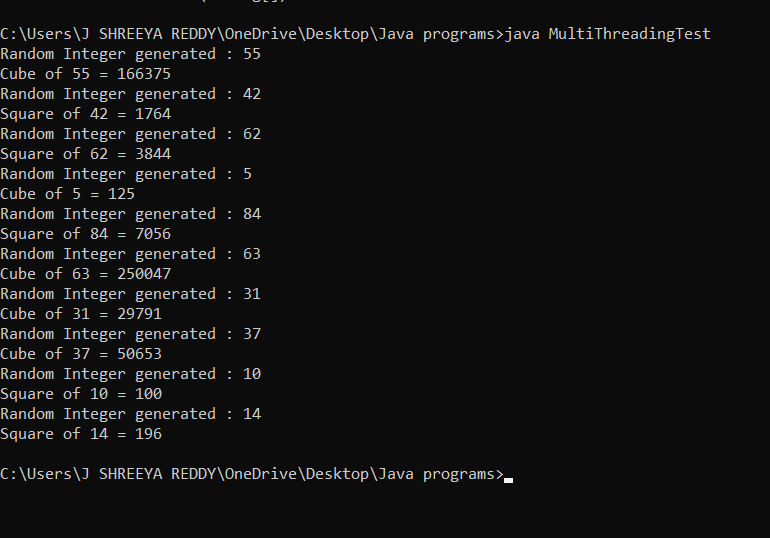 C:\Users\J SHREEYA REDDY\OneDrive\Desktop\Java programs>java MultiThreadingTest
Random Integer generated : 55
Cube of 55 = 166375
Random Integer generated : 42
Square of 42 = 1764
Random Integer generated : 62
Square of 62 = 3844
Random Integer generated : 5
Cube of 5 = 125
Random Integer generated : 84
Square of 84 = 7056
Random Integer generated : 63
Cube of 63 = 250047
Random Integer generated : 31
Cube of 31 = 29791
Random Integer generated : 37
Cube of 37 = 50653
Random Integer generated : 10
Square of 10 = 100
Random Integer generated : 14
Square of 14 = 196
C:\Users\J SHREEYA REDDY\OneDrive\Desktop\Java programs>